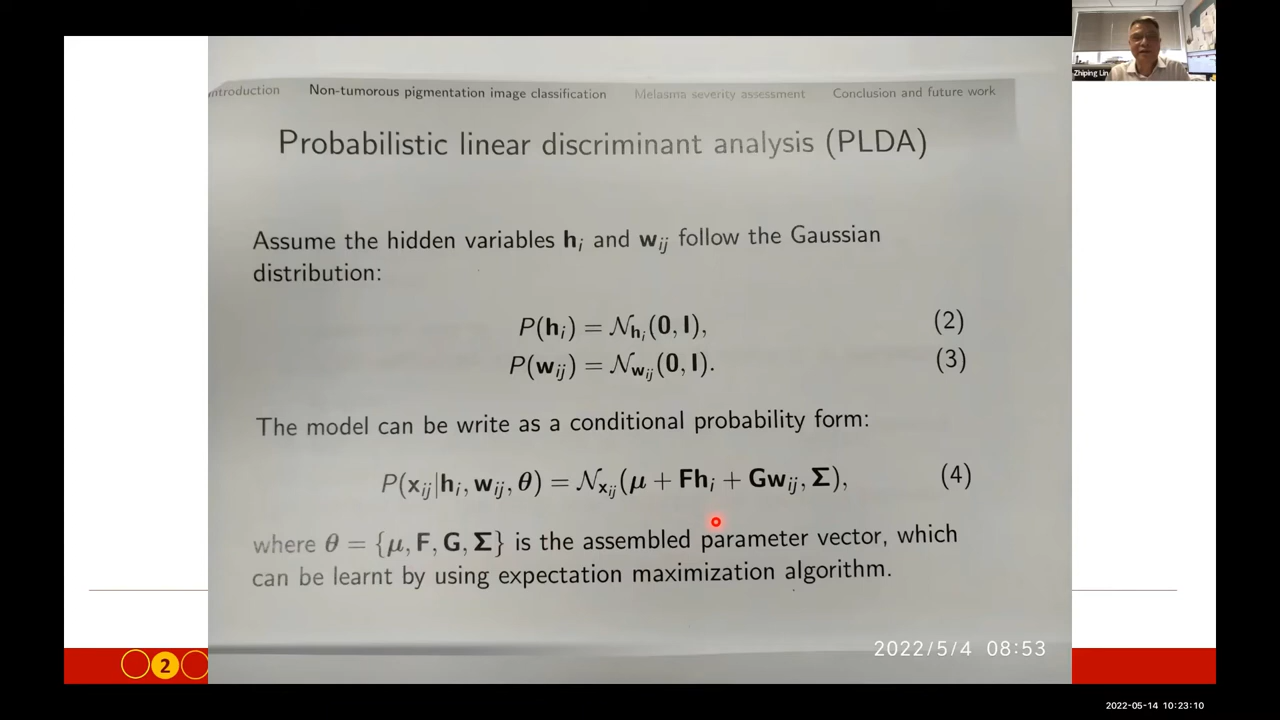 Zhiping Lin
ntroduction Non-tumorous pigmentation image classification Melasma severity assessment Conclusion and future work
Probabilistic linear discriminant analysis (PLDA)
Assume the hidden variables hᵢ and wᵢⱼ follow the Gaussian
distribution:
P(hᵢ) = 𝒩_hᵢ(0, I), (2)
P(wᵢⱼ) = 𝒩_wᵢⱼ(0, I). (3)
The model can be write as a conditional probability form:
P(xᵢⱼ|hᵢ, wᵢⱼ, θ) = 𝒩_xᵢⱼ(μ + Fhᵢ + Gwᵢⱼ, Σ), (4)
where θ = {μ, F, G, Σ} is the assembled parameter vector, which
can be learnt by using expectation maximization algorithm.
2022/5/4 08:53
2
2022-05-14 10:23:10